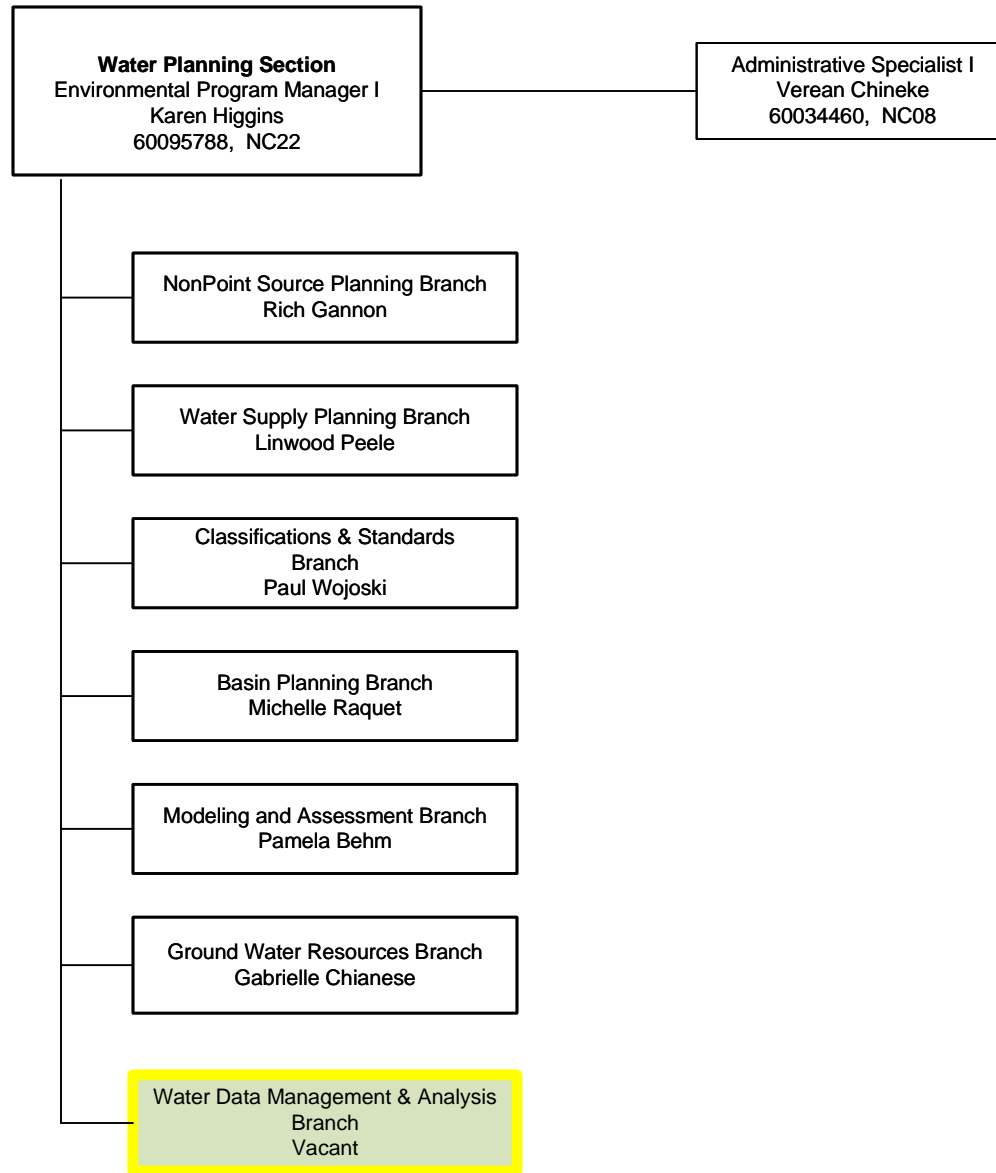 Water Planning Section
Environmental Program Manager I
Karen Higgins
60095788, NC22
Administrative Specialist I
Verean Chineke
60034460, NC08
NonPoint Source Planning Branch
Rich Gannon
Water Supply Planning Branch
Linwood Peele
Classifications & Standards
Branch
Paul Wojoski
Basin Planning Branch
Michelle Raquet
Modeling and Assessment Branch
Pamela Behm
Ground Water Resources Branch
Gabrielle Chianese
Water Data Management & Analysis
Branch
Vacant